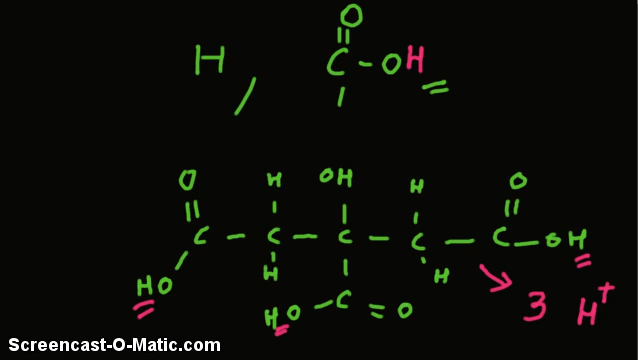 O
H C - OH
O H OH H O
C - C - C - C - C - OH
HO H H
HO - C = O 3 H+
Screencast-O-Matic.com